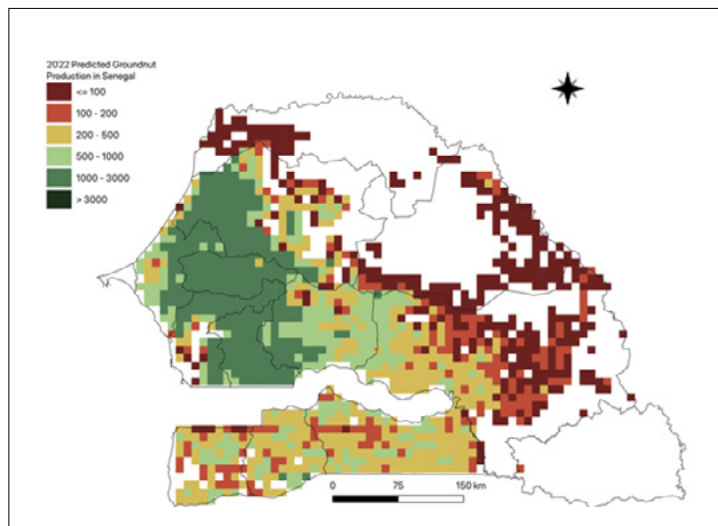 2022 Predicted Groundnut
Production in Senegal
<= 100
100 - 200
200 - 500
500 - 1000
1000 - 3000
> 3000
0 75 150 km